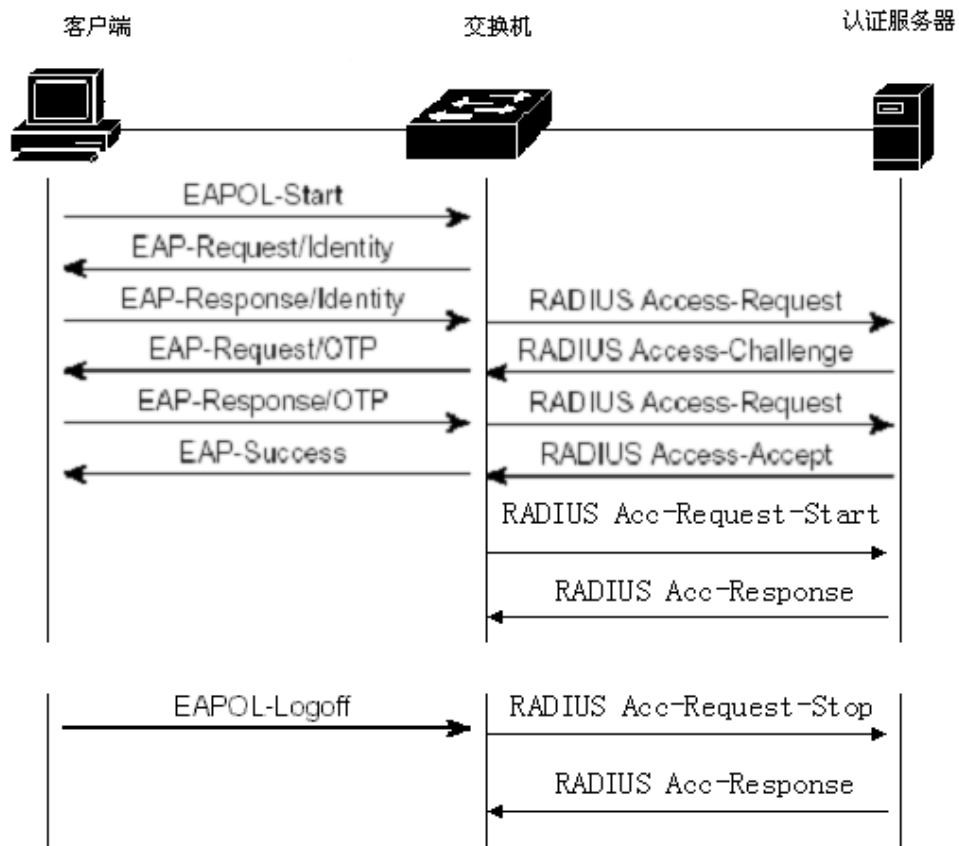 客户端
交换机
认证服务器
EAPOL-Start
EAP-Request/Identity
EAP-Response/Identity
RADIUS Access-Request
EAP-Request/OTP
RADIUS Access-Challenge
EAP-Response/OTP
RADIUS Access-Request
EAP-Success
RADIUS Access-Accept
RADIUS Acc-Request-Start
RADIUS Acc-Response
EAPOL-Logoff
RADIUS Acc-Request-Stop
RADIUS Acc-Response